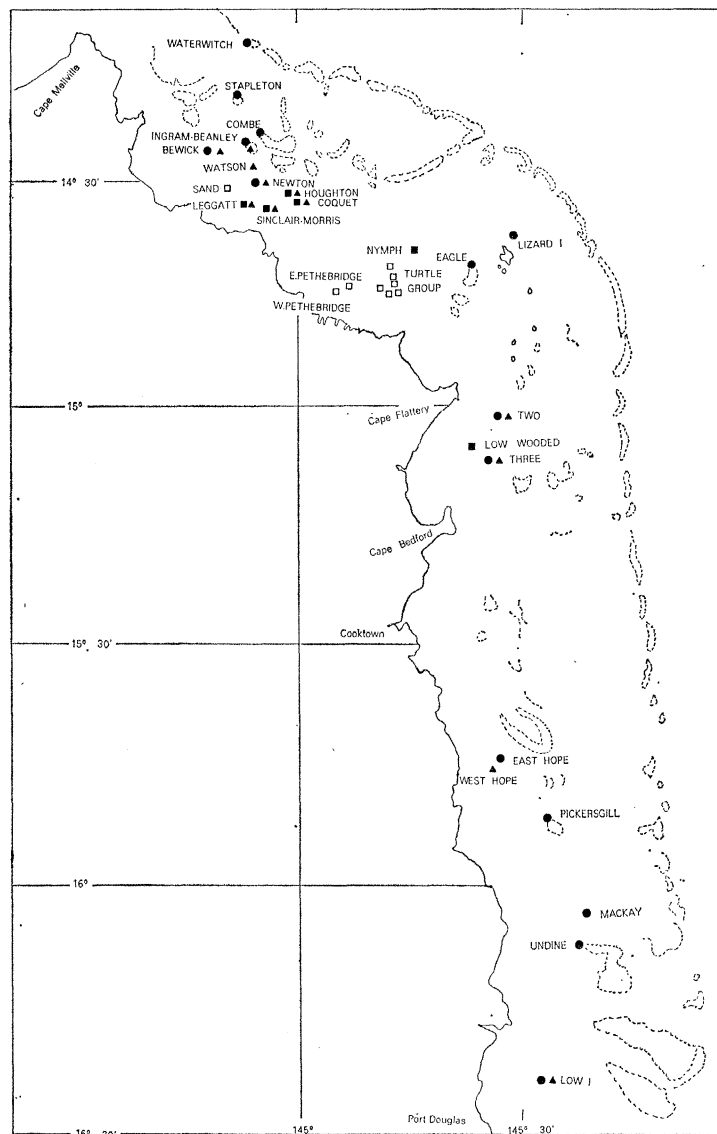 WATERWITCH
Cape Melville
STAPLETON
COMBE
INGRAM-BEANLEY
BEWICK
WATSON
14° 30'
SAND
NEWTON
HOUGHTON
LEGGATT
COQUET
SINCLAIR-MORRIS
NYMPH
EAGLE
LIZARD I
E.PETHEBRIDGE
TURTLE
GROUP
W.PETHEBRIDGE
15°
Cape Flattery
TWO
LOW WOODED
THREE
Cape Bedford
Cooktown
15° 30'
EAST HOPE
WEST HOPE
PICKERSGILL
16°
MACKAY
UNDINE
LOW I
Port Douglas
16° 30'
145°
145° 30'